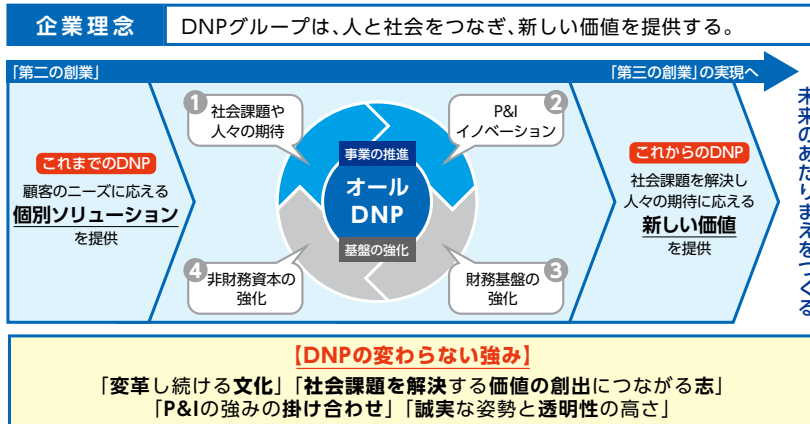 企業理念
DNPグループは、人と社会をつなぎ、新しい価値を提供する。
「第二の創業」
「第三の創業」の実現へ
これまでのDNP
顧客のニーズに応える
個別ソリューション
を提供
1
社会課題や
人々の期待
2
P&I
イノベーション
事業の推進
オール
DNP
基盤の強化
4
非財務資本の
強化
3
財務基盤の
強化
これからのDNP
社会課題を解決し
人々の期待に応える
新しい価値
を提供
未来のあたりまえをつくる
【DNPの変わらない強み】
「変革し続ける文化」「社会課題を解決する価値の創出につながる志」
「P&Iの強みの掛け合わせ」「誠実な姿勢と透明性の高さ」